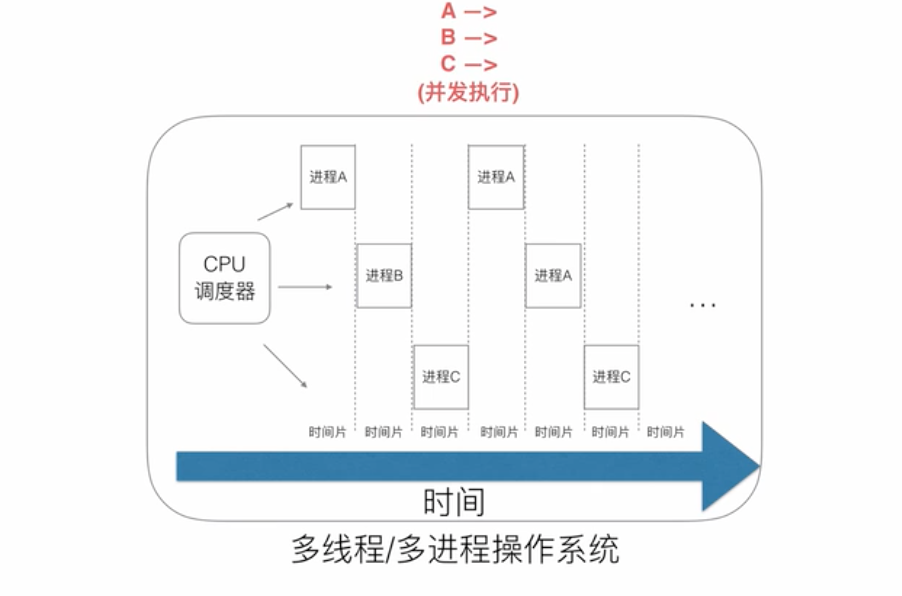 A —>
B —>
C —>
(并发执行)
进程A
进程A
CPU
调度器
进程B
进程A
...
进程C
进程C
时间片 时间片 时间片 时间片 时间片 时间片 时间片
时间
多线程/多进程操作系统